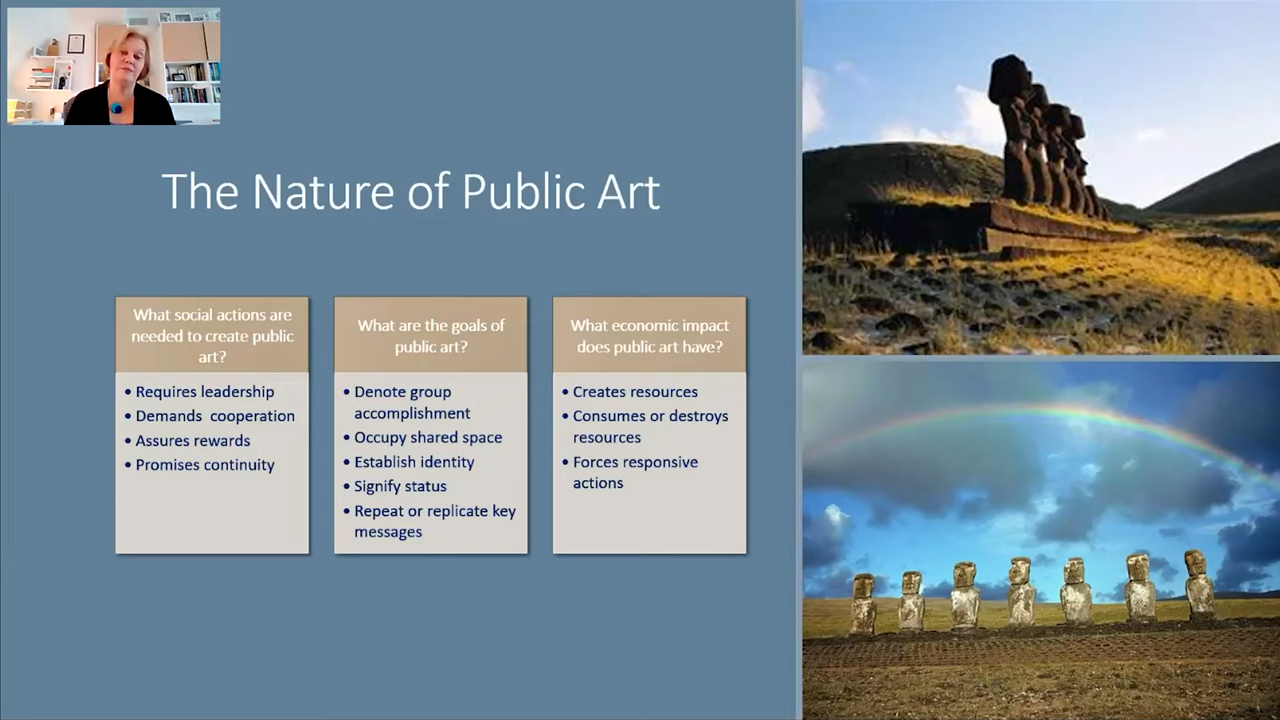 The Nature of Public Art
What social actions are
needed to create public
art?
• Requires leadership
• Demands cooperation
• Assures rewards
• Promises continuity
What are the goals of
public art?
• Denote group
accomplishment
• Occupy shared space
• Establish identity
• Signify status
• Repeat or replicate key
messages
What economic impact
does public art have?
• Creates resources
• Consumes or destroys
resources
• Forces responsive
actions